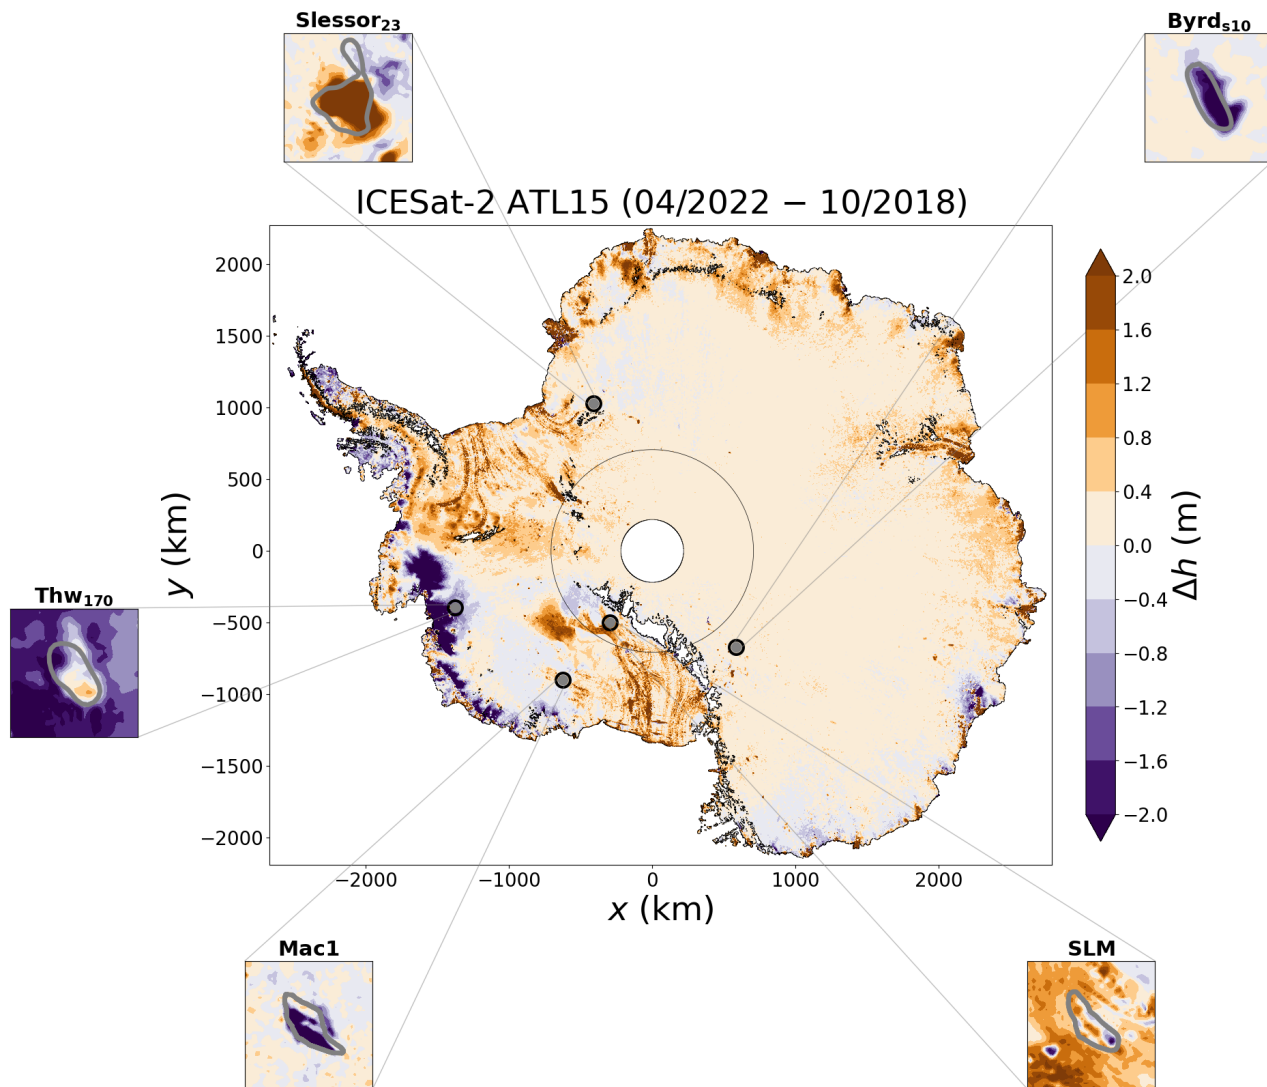 Slessor₂₃
Byrdₛ₁₀
ICESat-2 ATL15 (04/2022 − 10/2018)
2000
1500
1000
500
0
−500
−1000
−1500
−2000
y (km)
−2000 −1000 0 1000 2000
x (km)
2.0
1.6
1.2
0.8
0.4
0.0
−0.4
−0.8
−1.2
−1.6
−2.0
Δh (m)
Thw₁₇₀
Mac1
SLM